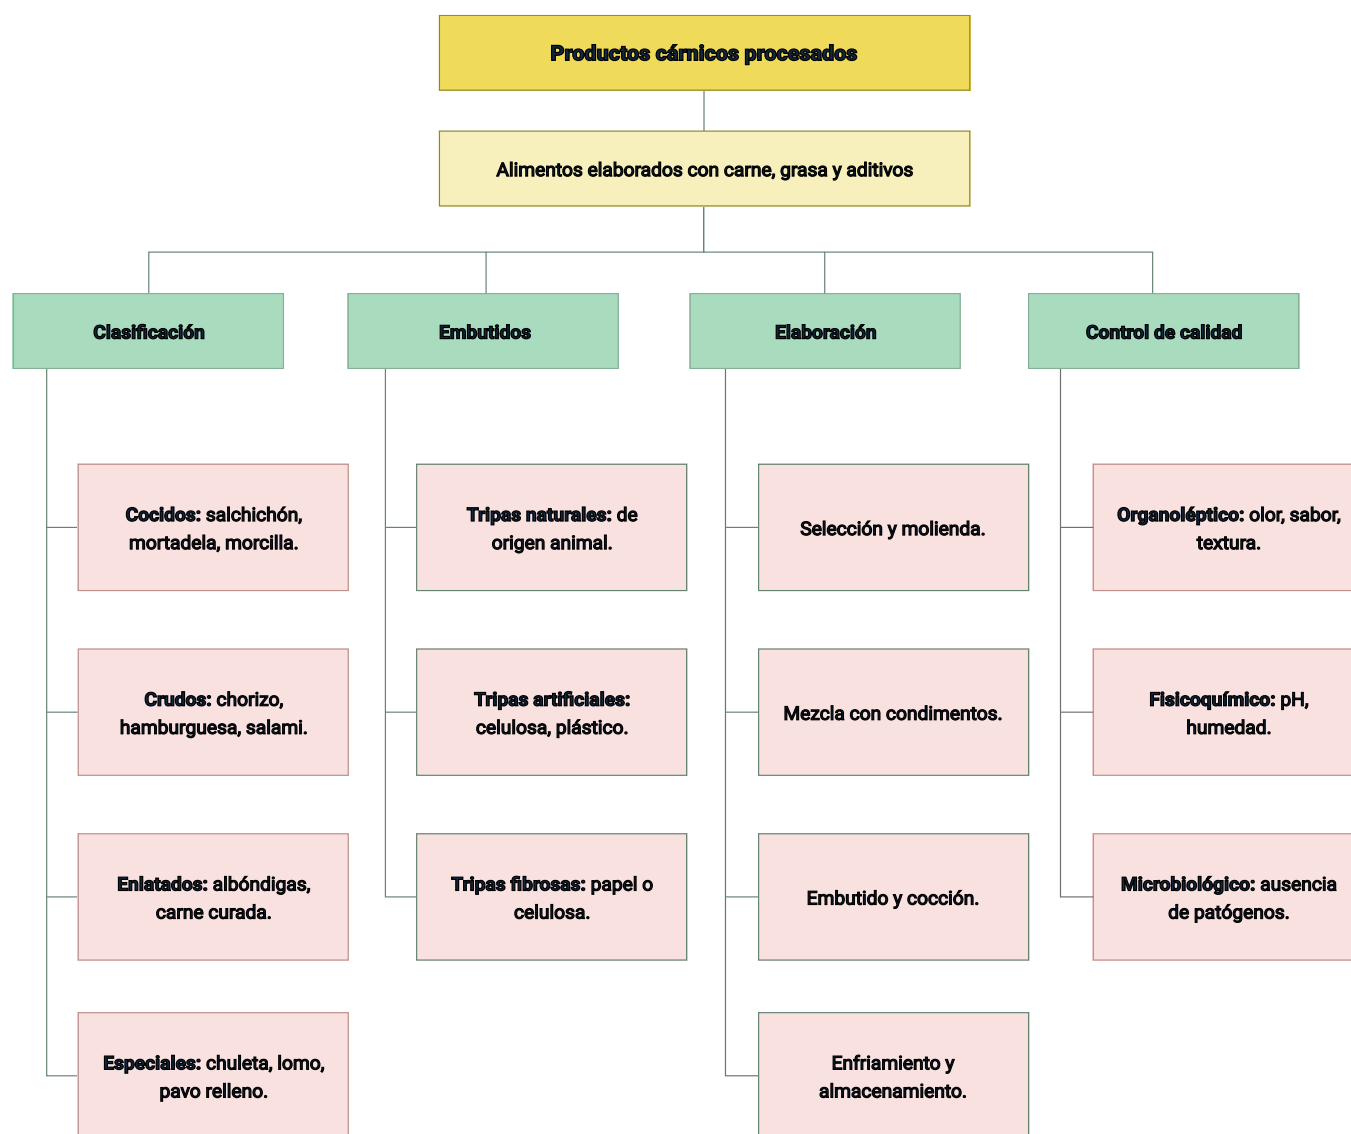 Productos cárnicos procesados
Alimentos elaborados con carne, grasa y aditivos
Clasificación
Cocidos: salchichón,
mortadela, morcilla.
Crudos: chorizo,
hamburguesa, salami.
Enlatados: albóndigas,
carne curada.
Especiales: chuleta, lomo,
pavo relleno.
Embutidos
Tripas naturales: de
origen animal.
Tripas artificiales:
celulosa, plástico.
Tripas fibrosas: papel o
celulosa.
Elaboración
Selección y molienda.
Mezcla con condimentos.
Embutido y cocción.
Enfriamiento y
almacenamiento.
Control de calidad
Organoléptico: olor, sabor,
textura.
Fisicoquímico: pH,
humedad.
Microbiológico: ausencia
de patógenos.